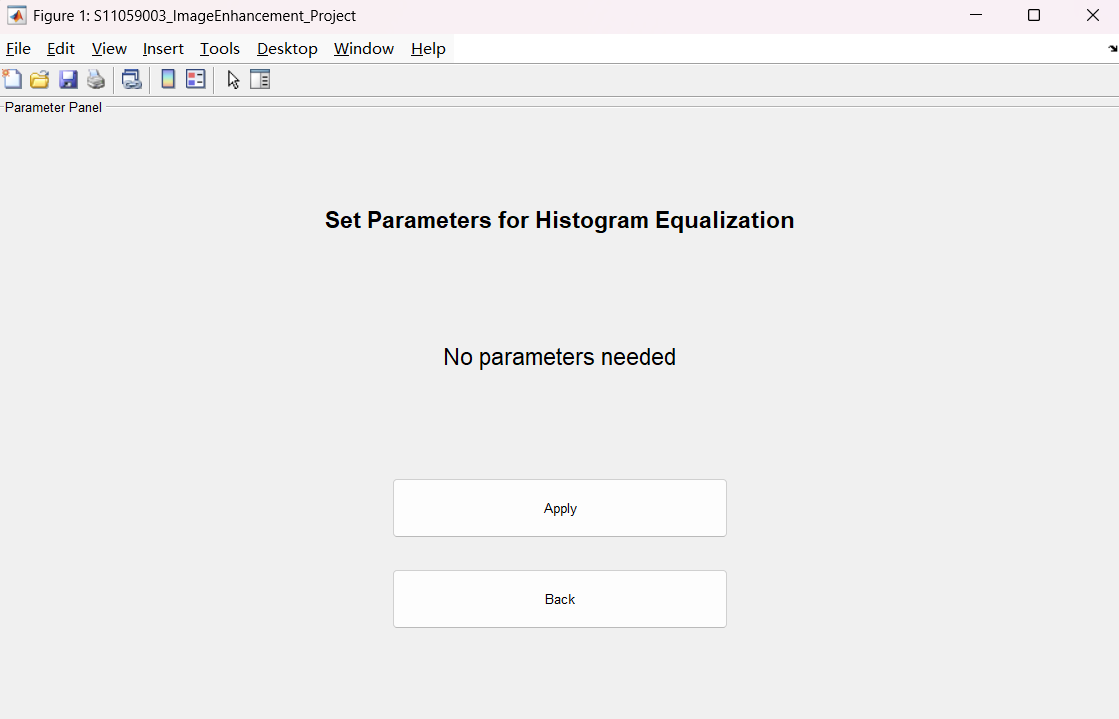 Figure 1: S11059003_ImageEnhancement_Project
File Edit View Insert Tools Desktop Window Help
Parameter Panel
Set Parameters for Histogram Equalization
No parameters needed
Apply
Back